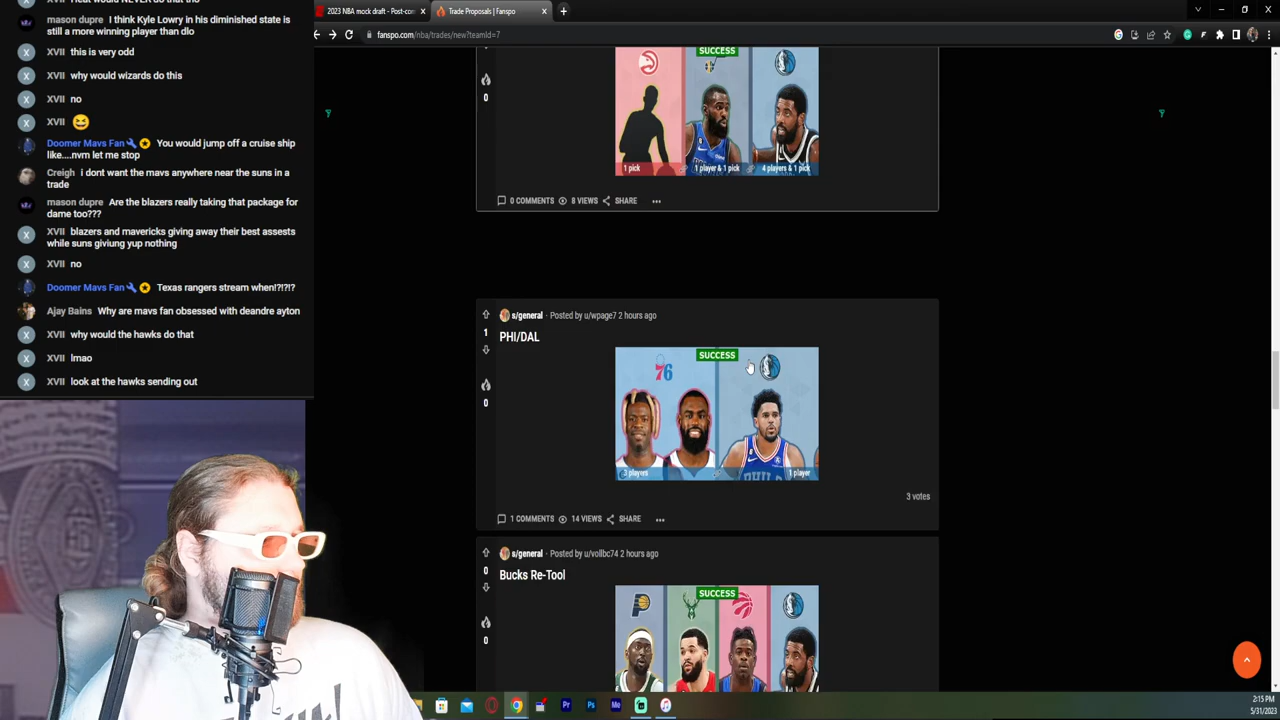 2023 NBA mock draft - Post-com
Trade Proposals | Fanspo
fanspo.com/nba/trades/new?teamId=7
mason dupre I think Kyle Lowry in his diminished state is
still a more winning player than dlo
XVII this is very odd
XVII why would wizards do this
XVII no
XVII
Doomer Mavs Fan You would jump off a cruise ship
like....nvm let me stop
Creigh i dont want the mavs anywhere near the suns in a
trade
mason dupre Are the blazers really taking that package for
dame too???
XVII blazers and mavericks giving away their best assests
while suns giviung yup nothing
XVII no
Doomer Mavs Fan Texas rangers stream when!?!?!?
Ajay Bains Why are mavs fan obsessed with deandre ayton
XVII why would the hawks do that
XVII lmao
XVII look at the hawks sending out
SUCCESS
0
1 pick
1 player & 1 pick
4 players & 1 pick
0 COMMENTS 8 VIEWS SHARE
s/general · Posted by u/wpage7 2 hours ago
1
PHI/DAL
SUCCESS
76
0
3 players
1 player
3 votes
1 COMMENTS 14 VIEWS SHARE
s/general · Posted by u/vollbc74 2 hours ago
0
Bucks Re-Tool
SUCCESS
0
2:15 PM
5/31/2023